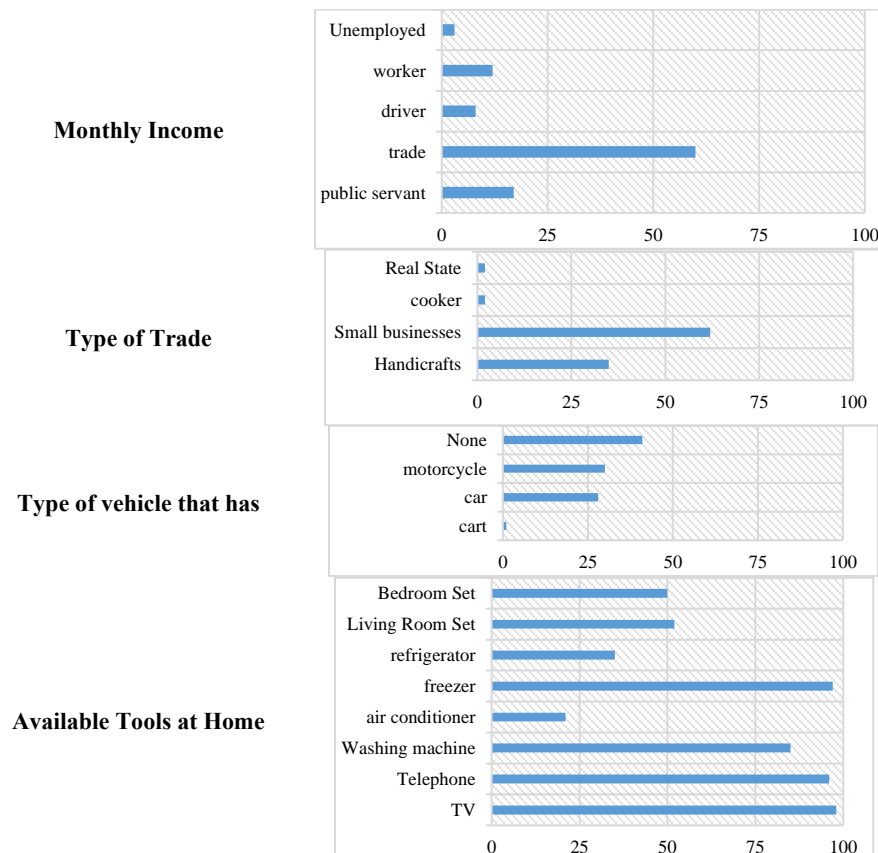 Monthly Income
Unemployed
worker
driver
trade
public servant
0 25 50 75 100
Type of Trade
Real State
cooker
Small businesses
Handicrafts
0 25 50 75 100
Type of vehicle that has
None
motorcycle
car
cart
0 25 50 75 100
Available Tools at Home
Bedroom Set
Living Room Set
refrigerator
freezer
air conditioner
Washing machine
Telephone
TV
0 25 50 75 100